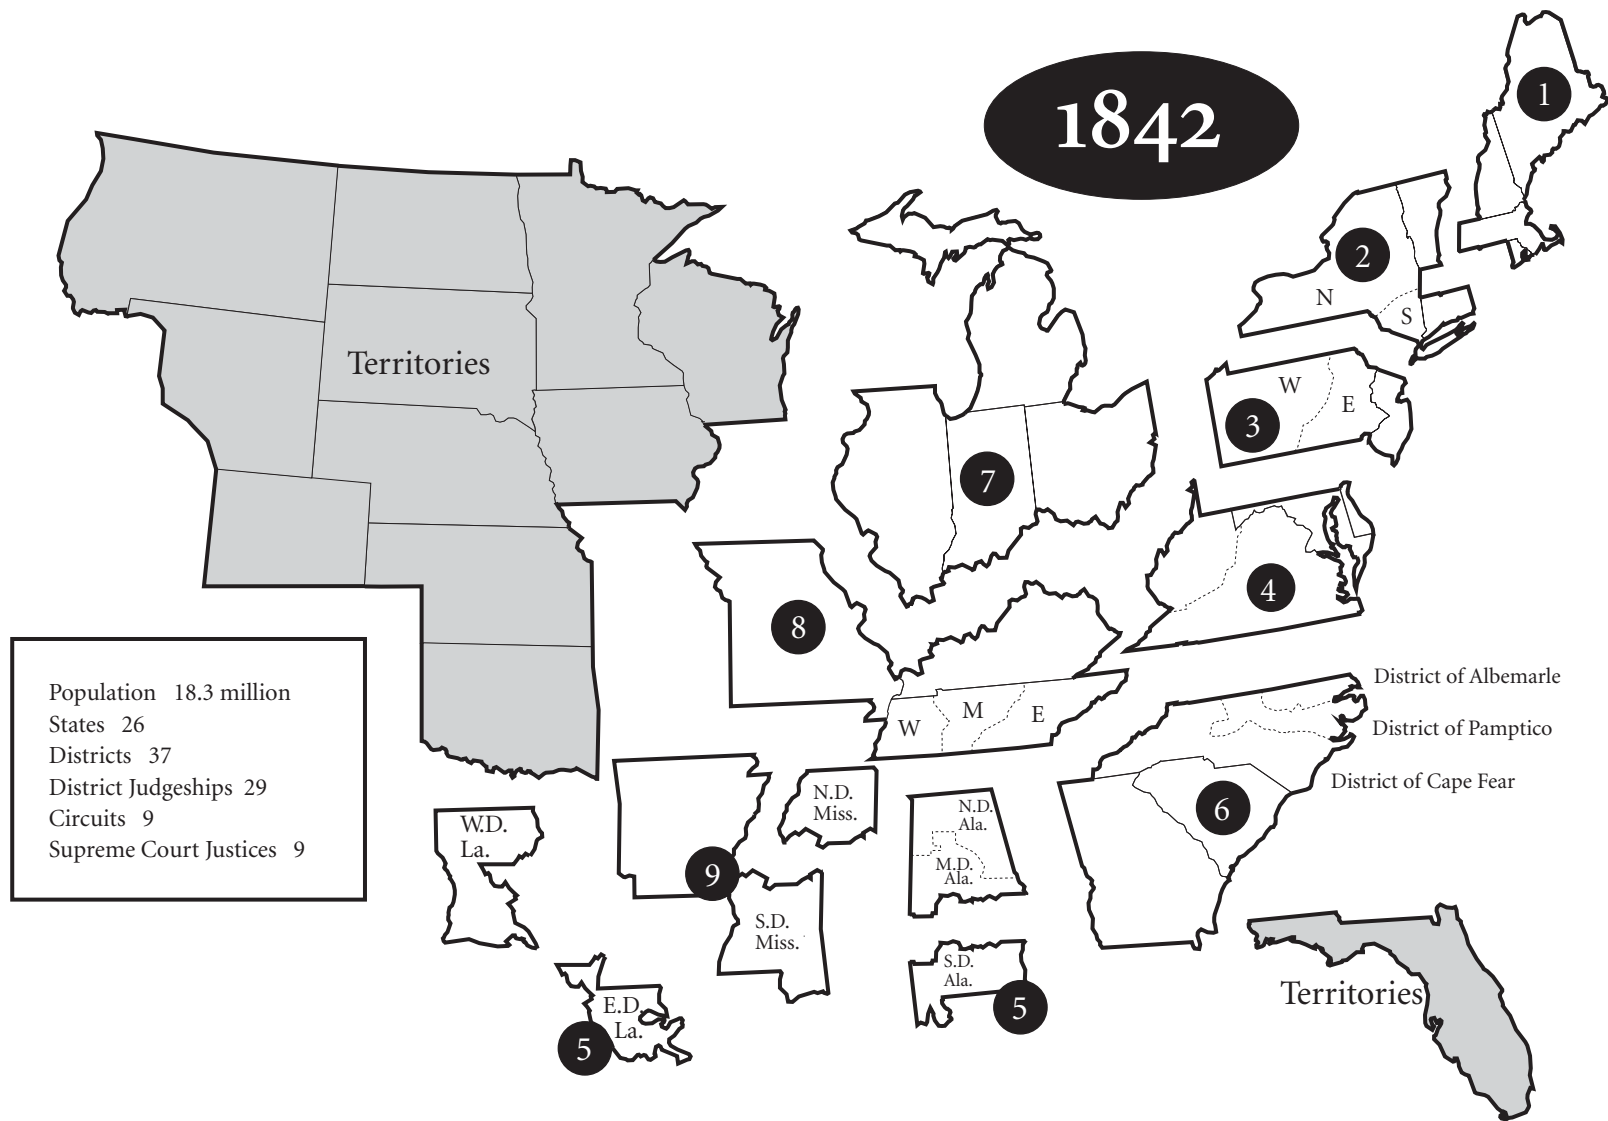 1842
1
2
N
S
Territories
W
E
3
7
4
8
District of Albemarle
W
M
E
District of Pamptico
District of Cape Fear
Population 18.3 million
States 26
Districts 37
District Judgeships 29
Circuits 9
Supreme Court Justices 9
N.D.
Miss.
N.D.
Ala.
6
W.D.
La.
M.D.
Ala.
9
S.D.
Miss.
S.D.
Ala.
Territories
E.D.
La.
5
5